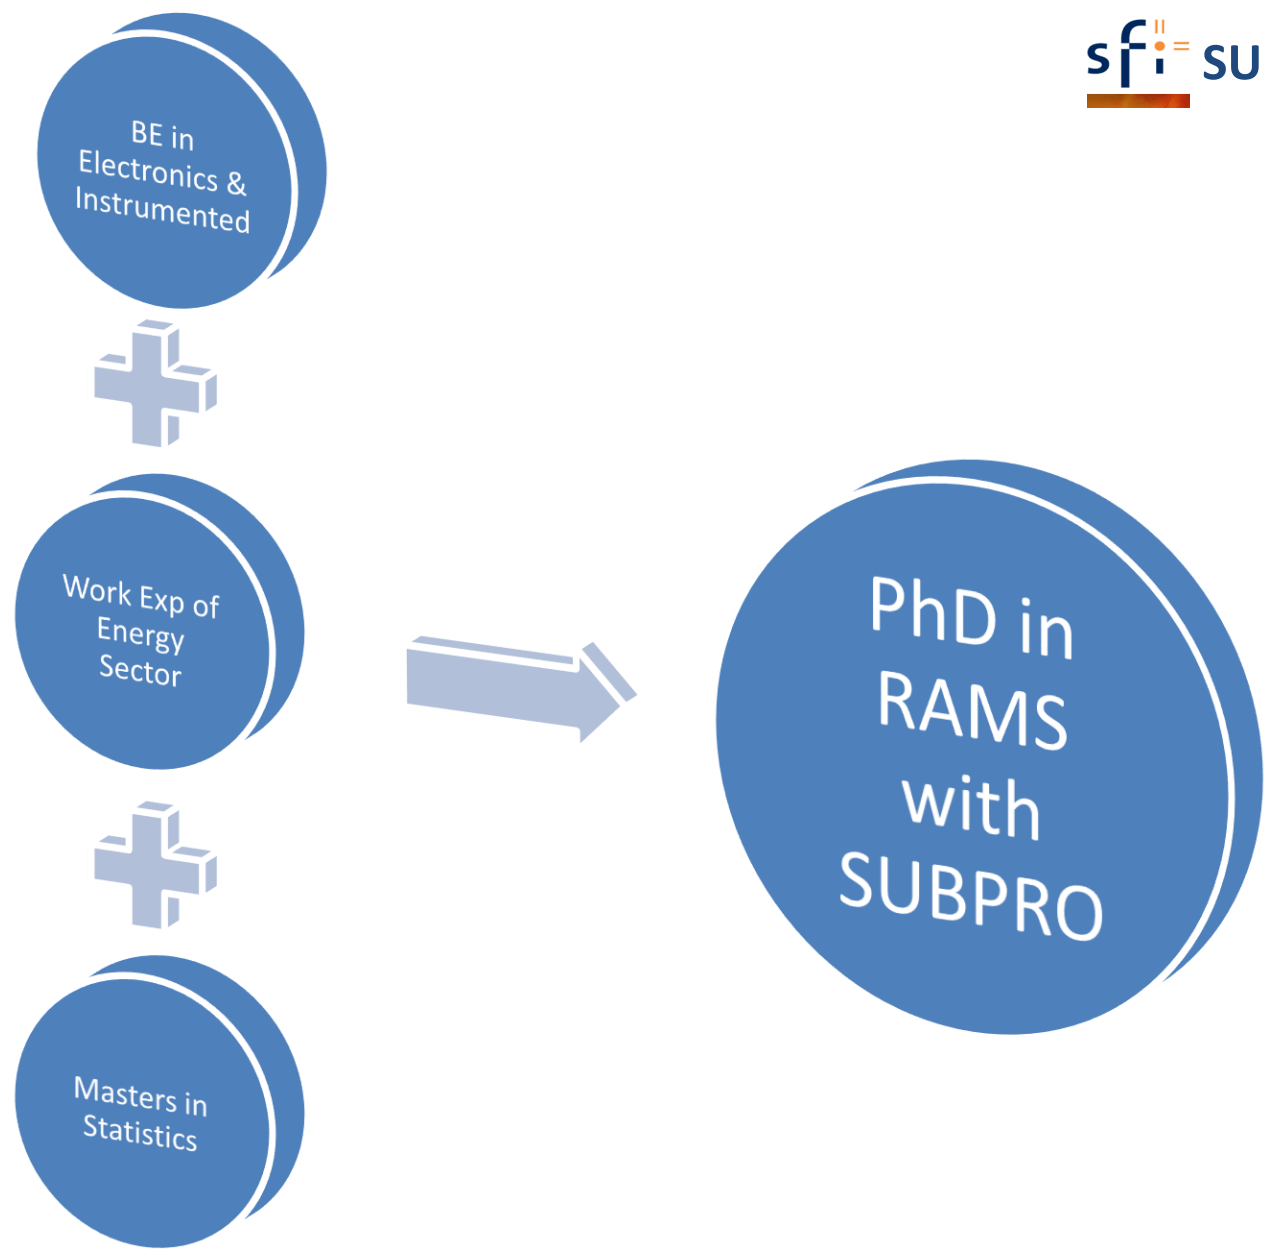 sfi SU
BE in
Electronics &
Instrumented
Work Exp of
Energy
Sector
Masters in
Statistics
PhD in
RAMS
with
SUBPRO